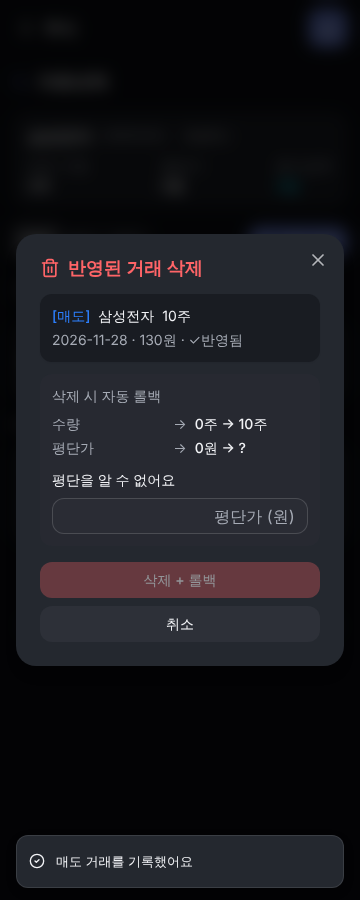 반영된 거래 삭제
[매도] 삼성전자 10주
2026-11-28 · 130원 · ✓반영됨
삭제 시 자동 롤백
수량 → 0주 → 10주
평단가 → 0원 → ?
평단을 알 수 없어요
평단가 (원)
삭제 + 롤백
취소
매도 거래를 기록했어요